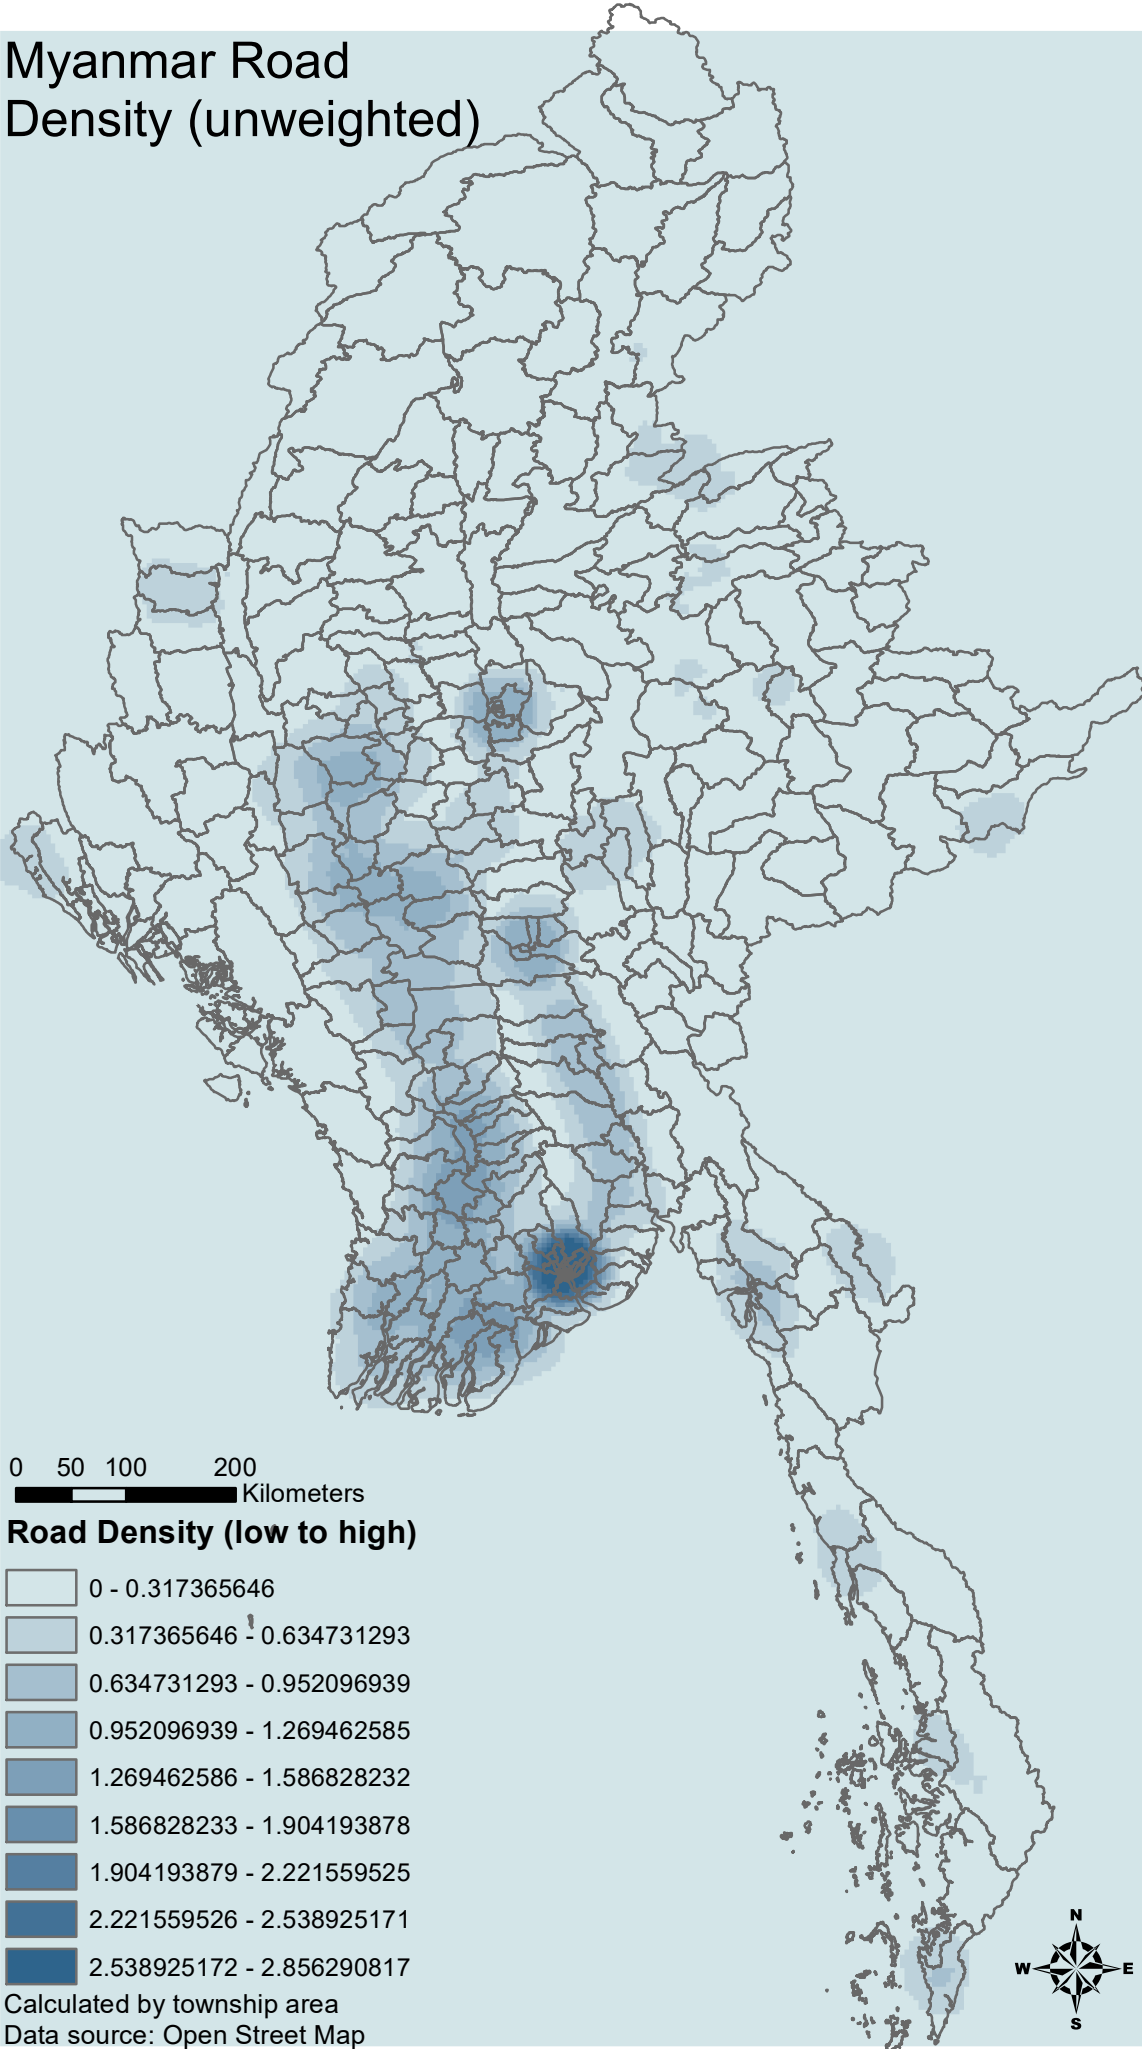 Myanmar Road
Density (unweighted)
0 50 100 200
Kilometers
Road Density (low to high)
0 - 0.317365646
0.317365646 - 0.634731293
0.634731293 - 0.952096939
0.952096939 - 1.269462585
1.269462586 - 1.586828232
1.586828233 - 1.904193878
1.904193879 - 2.221559525
2.221559526 - 2.538925171
2.538925172 - 2.856290817
Calculated by township area
Data source: Open Street Map
N
W E
S